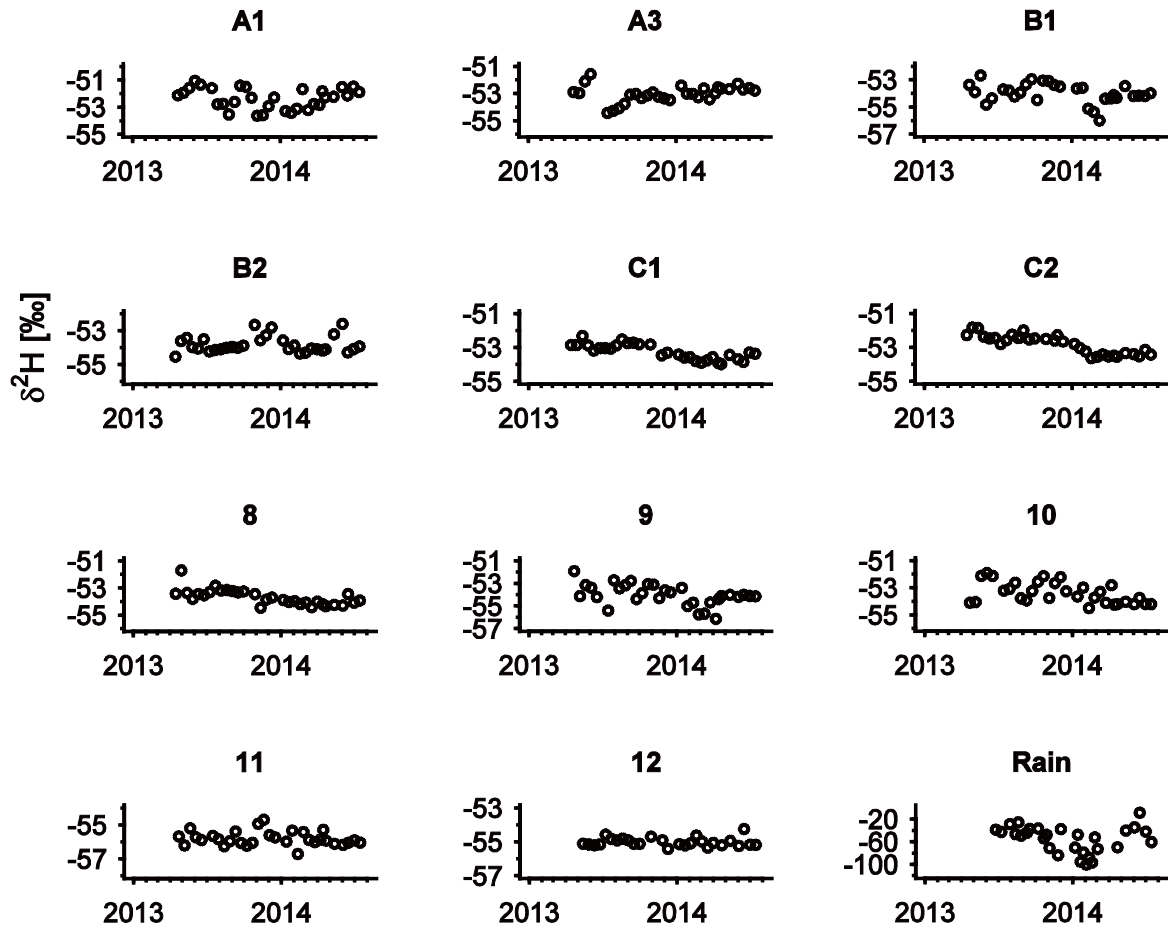 A1 A3 B1
-51 -51 -53
-53 -53 -55
-55 -55 -57
2013 2014 2013 2014 2013 2014
B2 C1 C2
δ²H [‰]
-51 -51
-53 -53 -53
-55 -55 -55
2013 2014 2013 2014 2013 2014
8 9 10
-51 -51 -51
-53 -53 -53
-55 -55 -55
-57
2013 2014 2013 2014 2013 2014
11 12 Rain
-53
-55 -55 -20
-57 -57 -60
-100
2013 2014 2013 2014 2013 2014